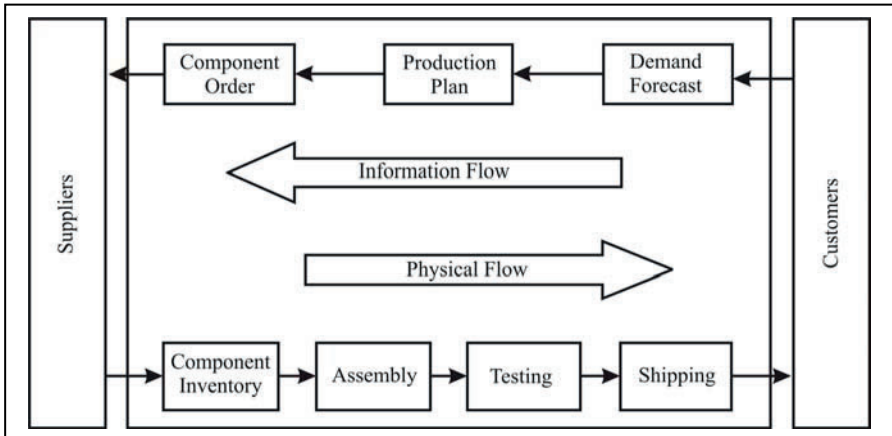 Suppliers
Component
Order
Production
Plan
Demand
Forecast
Information Flow
Physical Flow
Component
Inventory
Assembly
Testing
Shipping
Customers